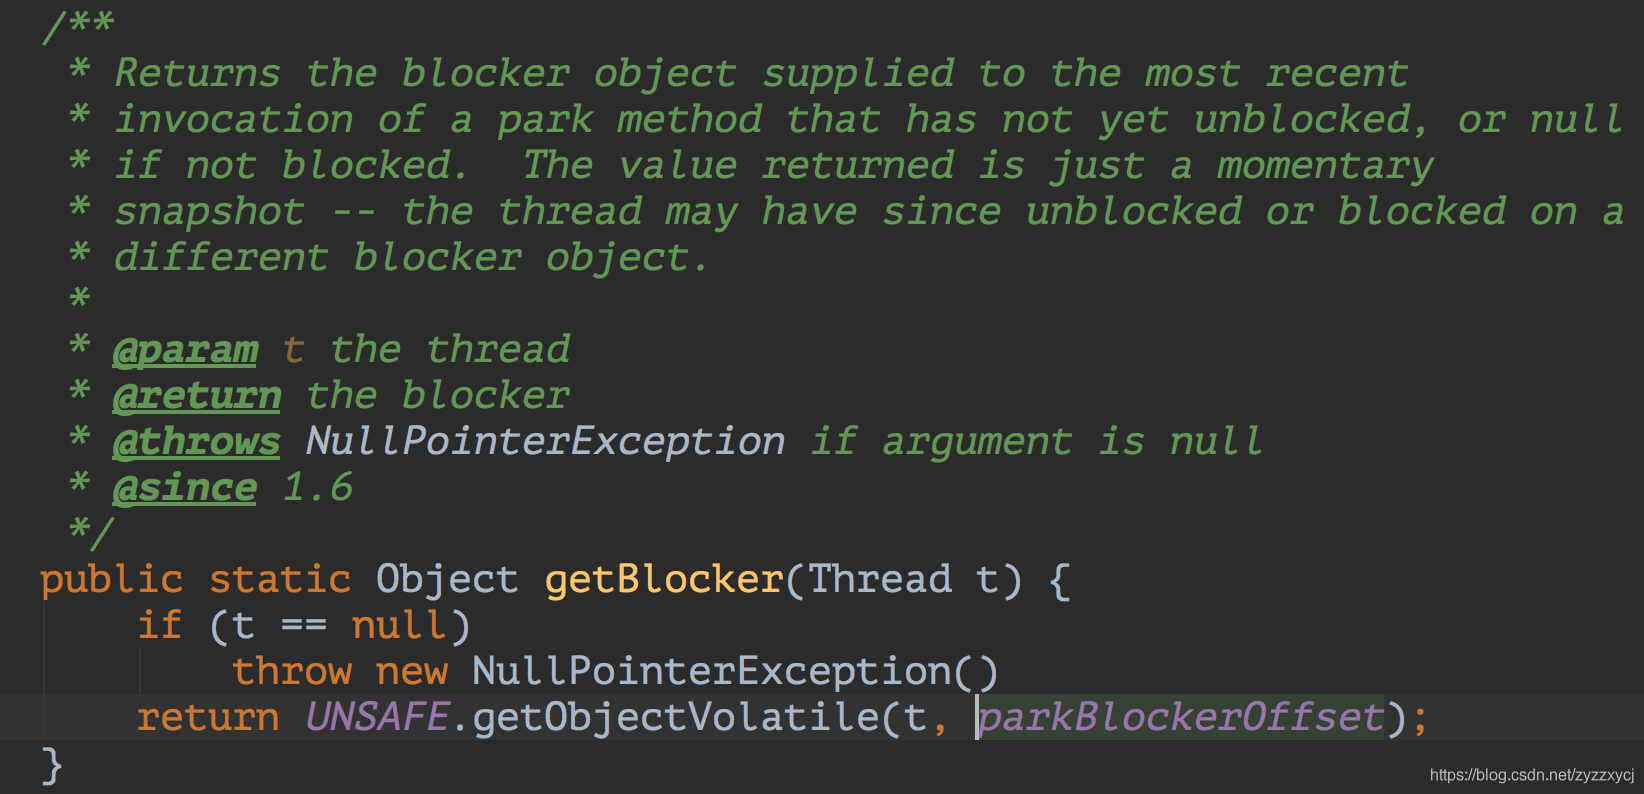 /**
* Returns the blocker object supplied to the most recent
* invocation of a park method that has not yet unblocked, or null
* if not blocked.  The value returned is just a momentary
* snapshot -- the thread may have since unblocked or blocked on a
* different blocker object.
*
* @param t the thread
* @return the blocker
* @throws NullPointerException if argument is null
* @since 1.6
*/
public static Object getBlocker(Thread t) {
if (t == null)
throw new NullPointerException()
return UNSAFE.getObjectVolatile(t, parkBlockerOffset);
}
https://blog.csdn.net/zyzzxycj